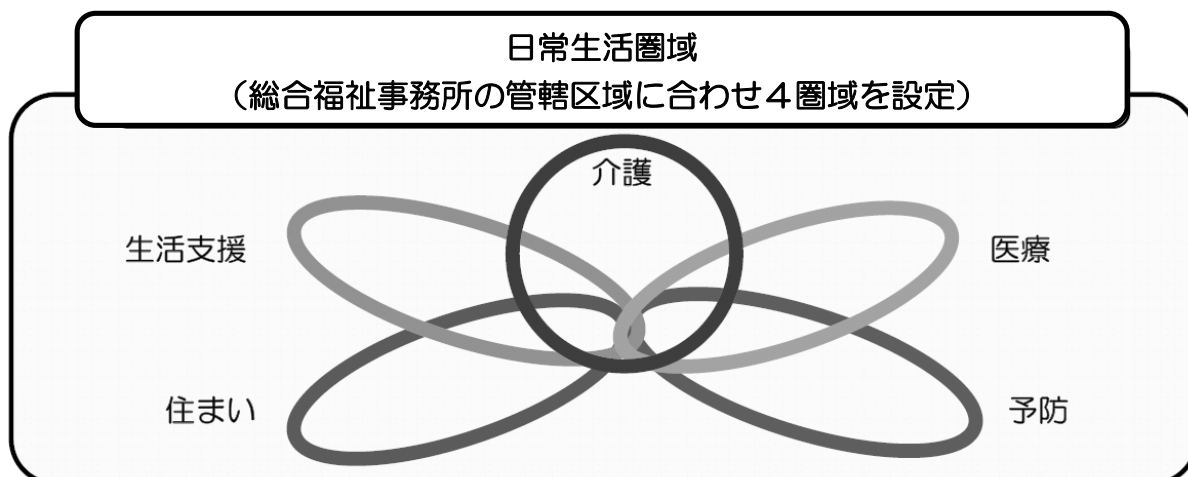 日常生活圏域
（総合福祉事務所の管轄区域に合わせ４圏域を設定）
介護
生活支援
医療
住まい
予防